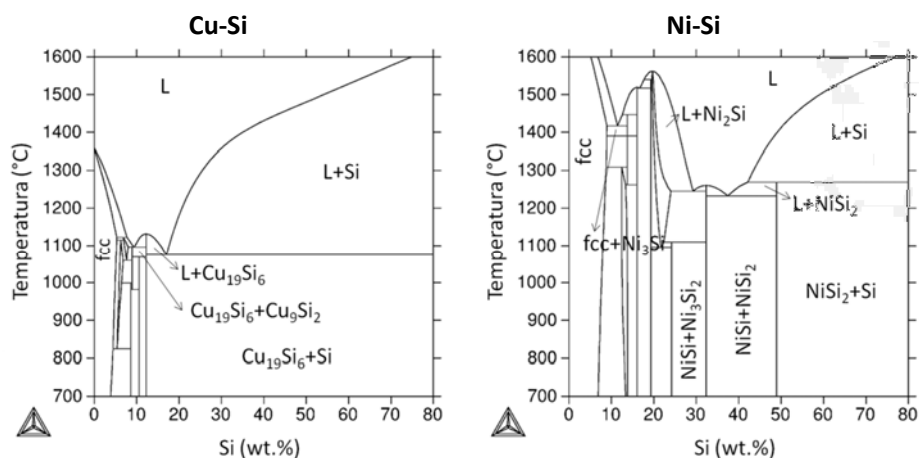 Cu-Si
Ni-Si
1600
1500
1400
1300
1200
1100
1000
900
800
700
Temperatura (°C)
L
L+Si
fcc
L+Cu19Si6
Cu19Si6+Cu9Si2
Cu19Si6+Si
0 10 20 30 40 50 60 70 80
Si (wt.%)
1600
1500
1400
1300
1200
1100
1000
900
800
700
Temperatura (°C)
L
L+Ni2Si
L+Si
fcc
L+NiSi2
fcc+Ni3Si
NiSi+Ni3Si2
NiSi+NiSi2
NiSi2+Si
0 10 20 30 40 50 60 70 80
Si (wt.%)